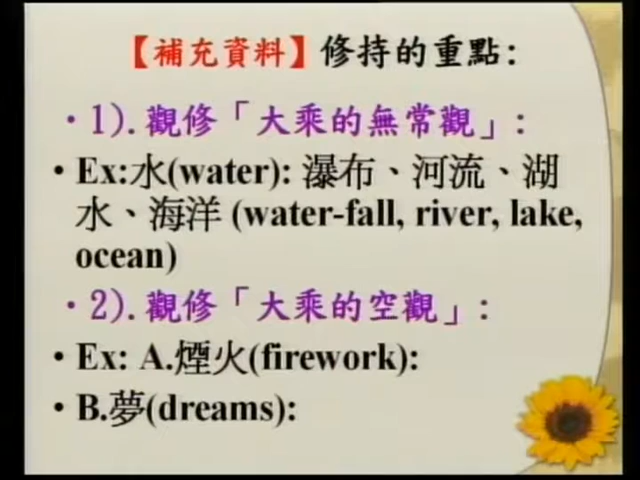 【補充資料】修持的重點:
•1).觀修「大乘的無常觀」:
•Ex:水(water): 瀑布、河流、湖
水、海洋 (water-fall, river, lake,
ocean)
•2).觀修「大乘的空觀」:
•Ex: A.煙火(firework):
•B.夢(dreams):